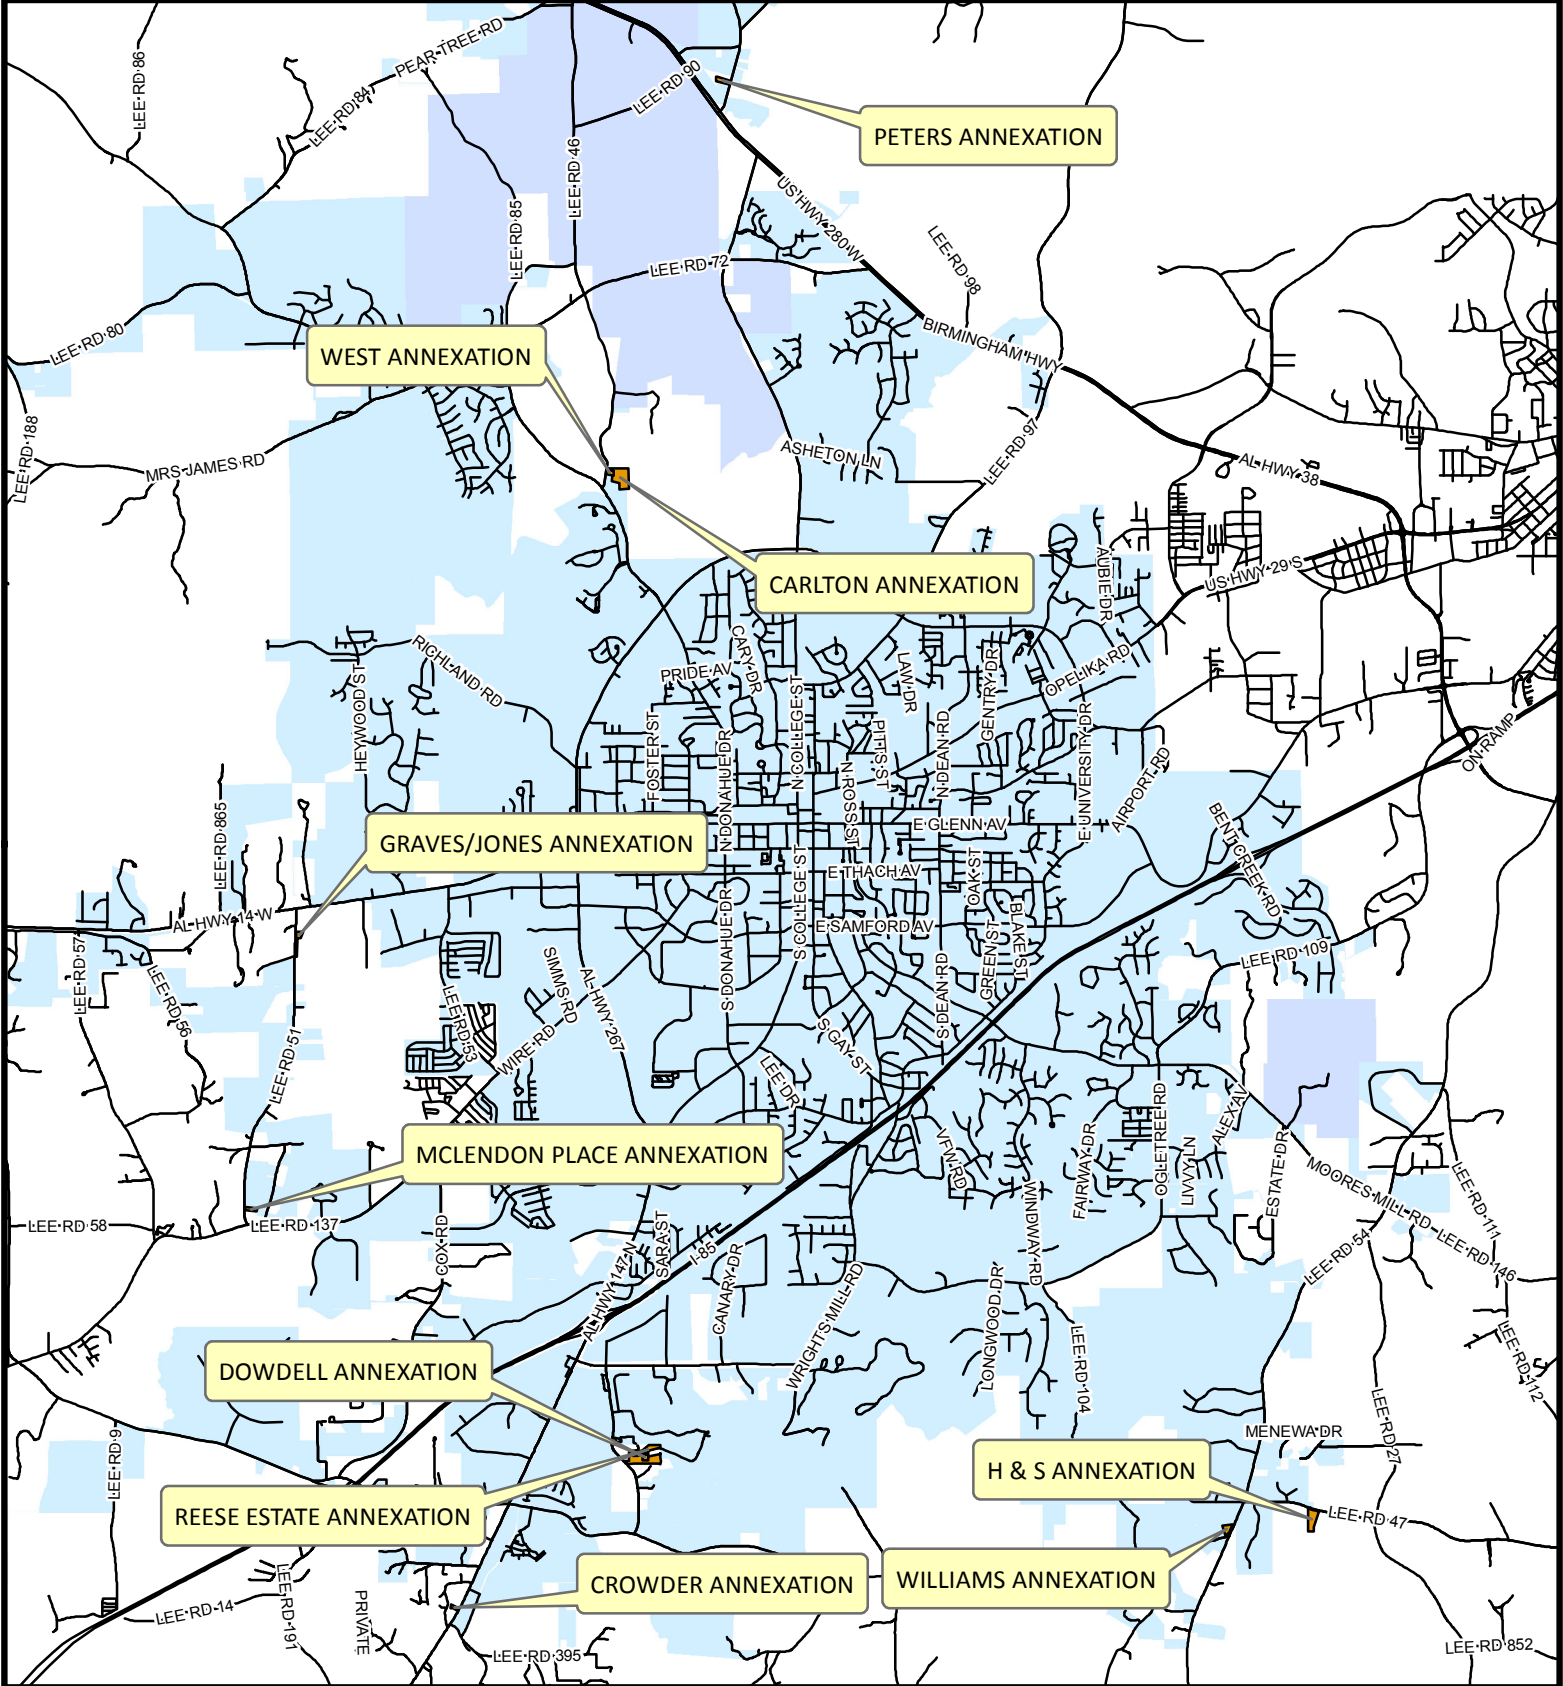 LEE RD 86
PEAR TREE RD
LEE RD 84
LEE RD 90
PETERS ANNEXATION
LEE RD 46
LEE RD 85
US HWY 280 W
LEE RD 72
LEE RD 98
LEE RD 80
BIRMINGHAM HWY
WEST ANNEXATION
LEE RD 188
MRS JAMES RD
ASHETON LN
LEE RD 97
AL HWY 38
CARLTON ANNEXATION
AUBIE DR
US HWY 29 S
RICHLAND RD
HEYWOOD ST
PRIDE AV
CARY DR
LAW DR
GENTRY DR
OPELIKA RD
FOSTER ST
N DONAHUE DR
N COLLEGE ST
PITTS ST
N DEAN RD
E UNIVERSITY DR
AIRPORT RD
ON RAMP
N ROSS ST
LEE RD 865
GRAVES/JONES ANNEXATION
E GLENN AV
BENT CREEK RD
E THACH AV
OAK ST
AL HWY 14 W
S DONAHUE DR
S COLLEGE ST
E SAMFORD AV
GREEN ST
BLAKE ST
LEE RD 57
LEE RD 56
LEE RD 109
SIMMS RD
AL HWY 267
S DEAN RD
LEE RD 53
WIRE RD
LEE RD 51
S GAY ST
LEE DR
MCLENDON PLACE ANNEXATION
VFW RD
FAIRWAY DR
OGLETREE RD
LIVVY LN
ALEX AV
ESTATE DR
MOORES MILL RD
LEE RD 111
LEE RD 58
LEE RD 137
COX RD
SARA ST
WINDWAY RD
LEE RD 54
LEE RD 146
AL HWY 147 N
I-85
CANARY DR
WRIGHTS MILL RD
LONGWOOD DR
LEE RD 104
LEE RD 112
DOWDELL ANNEXATION
LEE RD 27
MENEWA DR
LEE RD 9
H & S ANNEXATION
REESE ESTATE ANNEXATION
LEE RD 47
CROWDER ANNEXATION
WILLIAMS ANNEXATION
LEE RD 14
LEE RD 191
PRIVATE
LEE RD 395
LEE RD 852